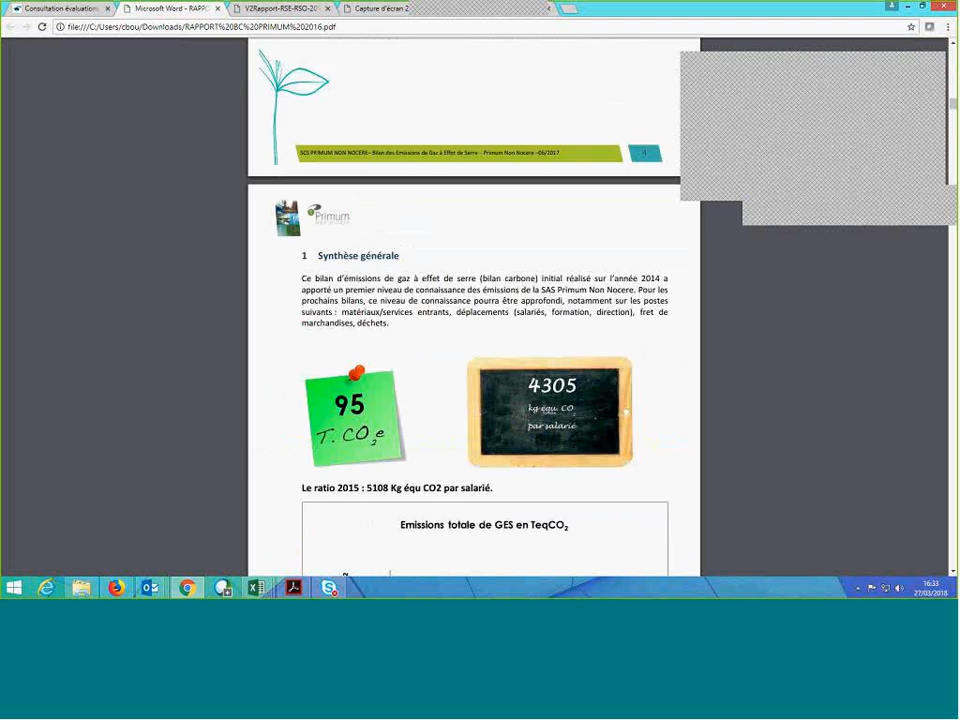 Consultation évaluation
Microsoft Word - RAPPO
V2Rapport-RSE-RSO-20
Capture d'écran 2
file:///C:/Users/cbou/Downloads/RAPPORT%20BC%20PRIMUM%202016.pdf
SCS PRIMUM NON NOCERE– Bilan des Emissions de Gaz à Effet de Serre - Primum Non Nocere –06/2017
4
Primum
1 Synthèse générale
Ce bilan d'émissions de gaz à effet de serre (bilan carbone) initial réalisé sur l'année 2014 a
apporté un premier niveau de connaissance des émissions de la SAS Primum Non Nocere. Pour les
prochains bilans, ce niveau de connaissance pourra être approfondi, notamment sur les postes
suivants : matériaux/services entrants, déplacements (salariés, formation, direction), fret de
marchandises, déchets.
95
T. CO2e
4305
kg équ. CO2
par salarié
Le ratio 2015 : 5108 Kg équ CO2 par salarié.
Emissions totale de GES en TeqCO2
16:33
27/03/2018